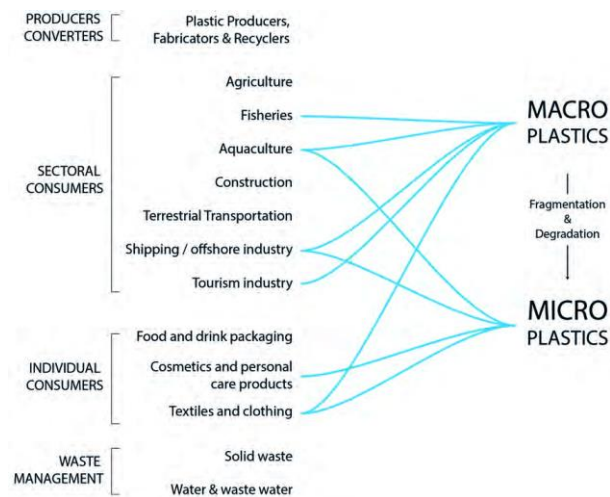 PRODUCERS
CONVERTERS
Plastic Producers,
Fabricators & Recyclers
SECTORAL
CONSUMERS
Agriculture
Fisheries
Aquaculture
Construction
Terrestrial Transportation
Shipping / offshore industry
Tourism industry
INDIVIDUAL
CONSUMERS
Food and drink packaging
Cosmetics and personal
care products
Textiles and clothing
WASTE
MANAGEMENT
Solid waste
Water & waste water
MACRO
PLASTICS
Fragmentation
&
Degradation
MICRO
PLASTICS